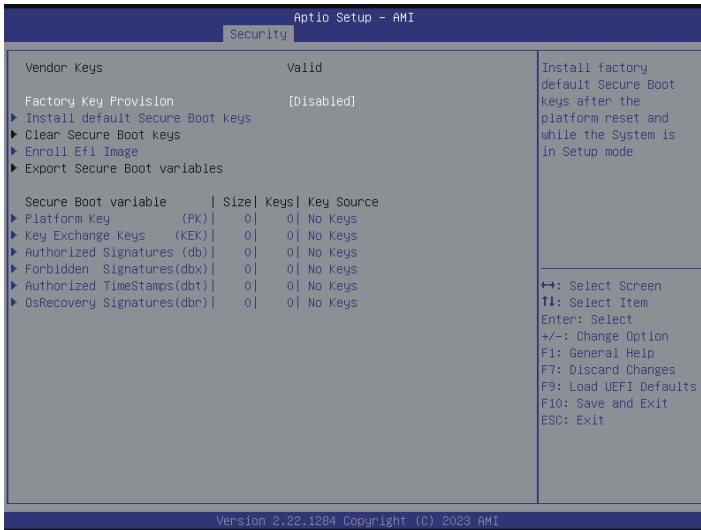 Aptio Setup – AMI
Security
Vendor Keys Valid
Factory Key Provision [Disabled]
Install default Secure Boot keys
Clear Secure Boot keys
Enroll Efi Image
Export Secure Boot variables
Secure Boot variable | Size| Keys| Key Source
Platform Key (PK)| 0| 0| No Keys
Key Exchange Keys (KEK)| 0| 0| No Keys
Authorized Signatures (db)| 0| 0| No Keys
Forbidden Signatures(dbx)| 0| 0| No Keys
Authorized TimeStamps(dbt)| 0| 0| No Keys
OsRecovery Signatures(dbr)| 0| 0| No Keys
Install factory
default Secure Boot
keys after the
platform reset and
while the System is
in Setup mode
↔: Select Screen
↑↓: Select Item
Enter: Select
+/-: Change Option
F1: General Help
F7: Discard Changes
F9: Load UEFI Defaults
F10: Save and Exit
ESC: Exit
Version 2.22.1284 Copyright (C) 2023 AMI